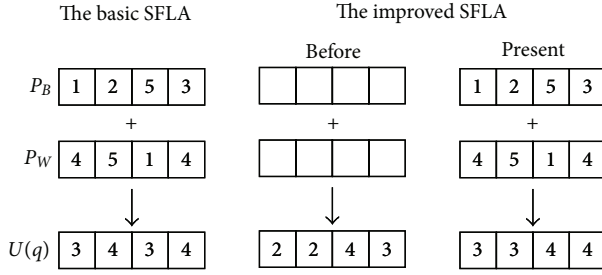 The basic SFLA The improved SFLA
Before Present
P_B 1 2 5 3 1 2 5 3
+ + +
P_W 4 5 1 4 4 5 1 4
U(q) 3 4 3 4 2 2 4 3 3 3 4 4